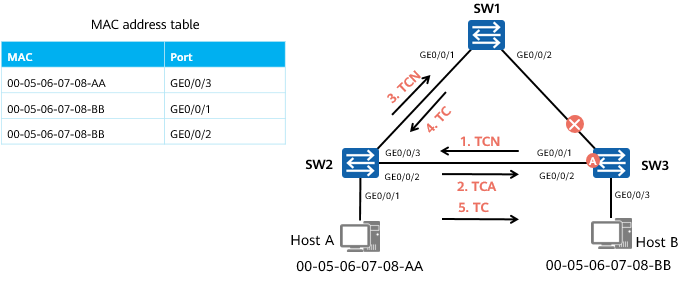 MAC address table
MAC
Port
00-05-06-07-08-AA
GE0/0/3
00-05-06-07-08-BB
GE0/0/1
00-05-06-07-08-BB
GE0/0/2
SW1
GE0/0/1
GE0/0/2
3. TCN
4. TC
1. TCN
SW2
GE0/0/3
GE0/0/1
A
SW3
GE0/0/2
GE0/0/2
2. TCA
GE0/0/1
GE0/0/3
5. TC
Host A
Host B
00-05-06-07-08-AA
00-05-06-07-08-BB